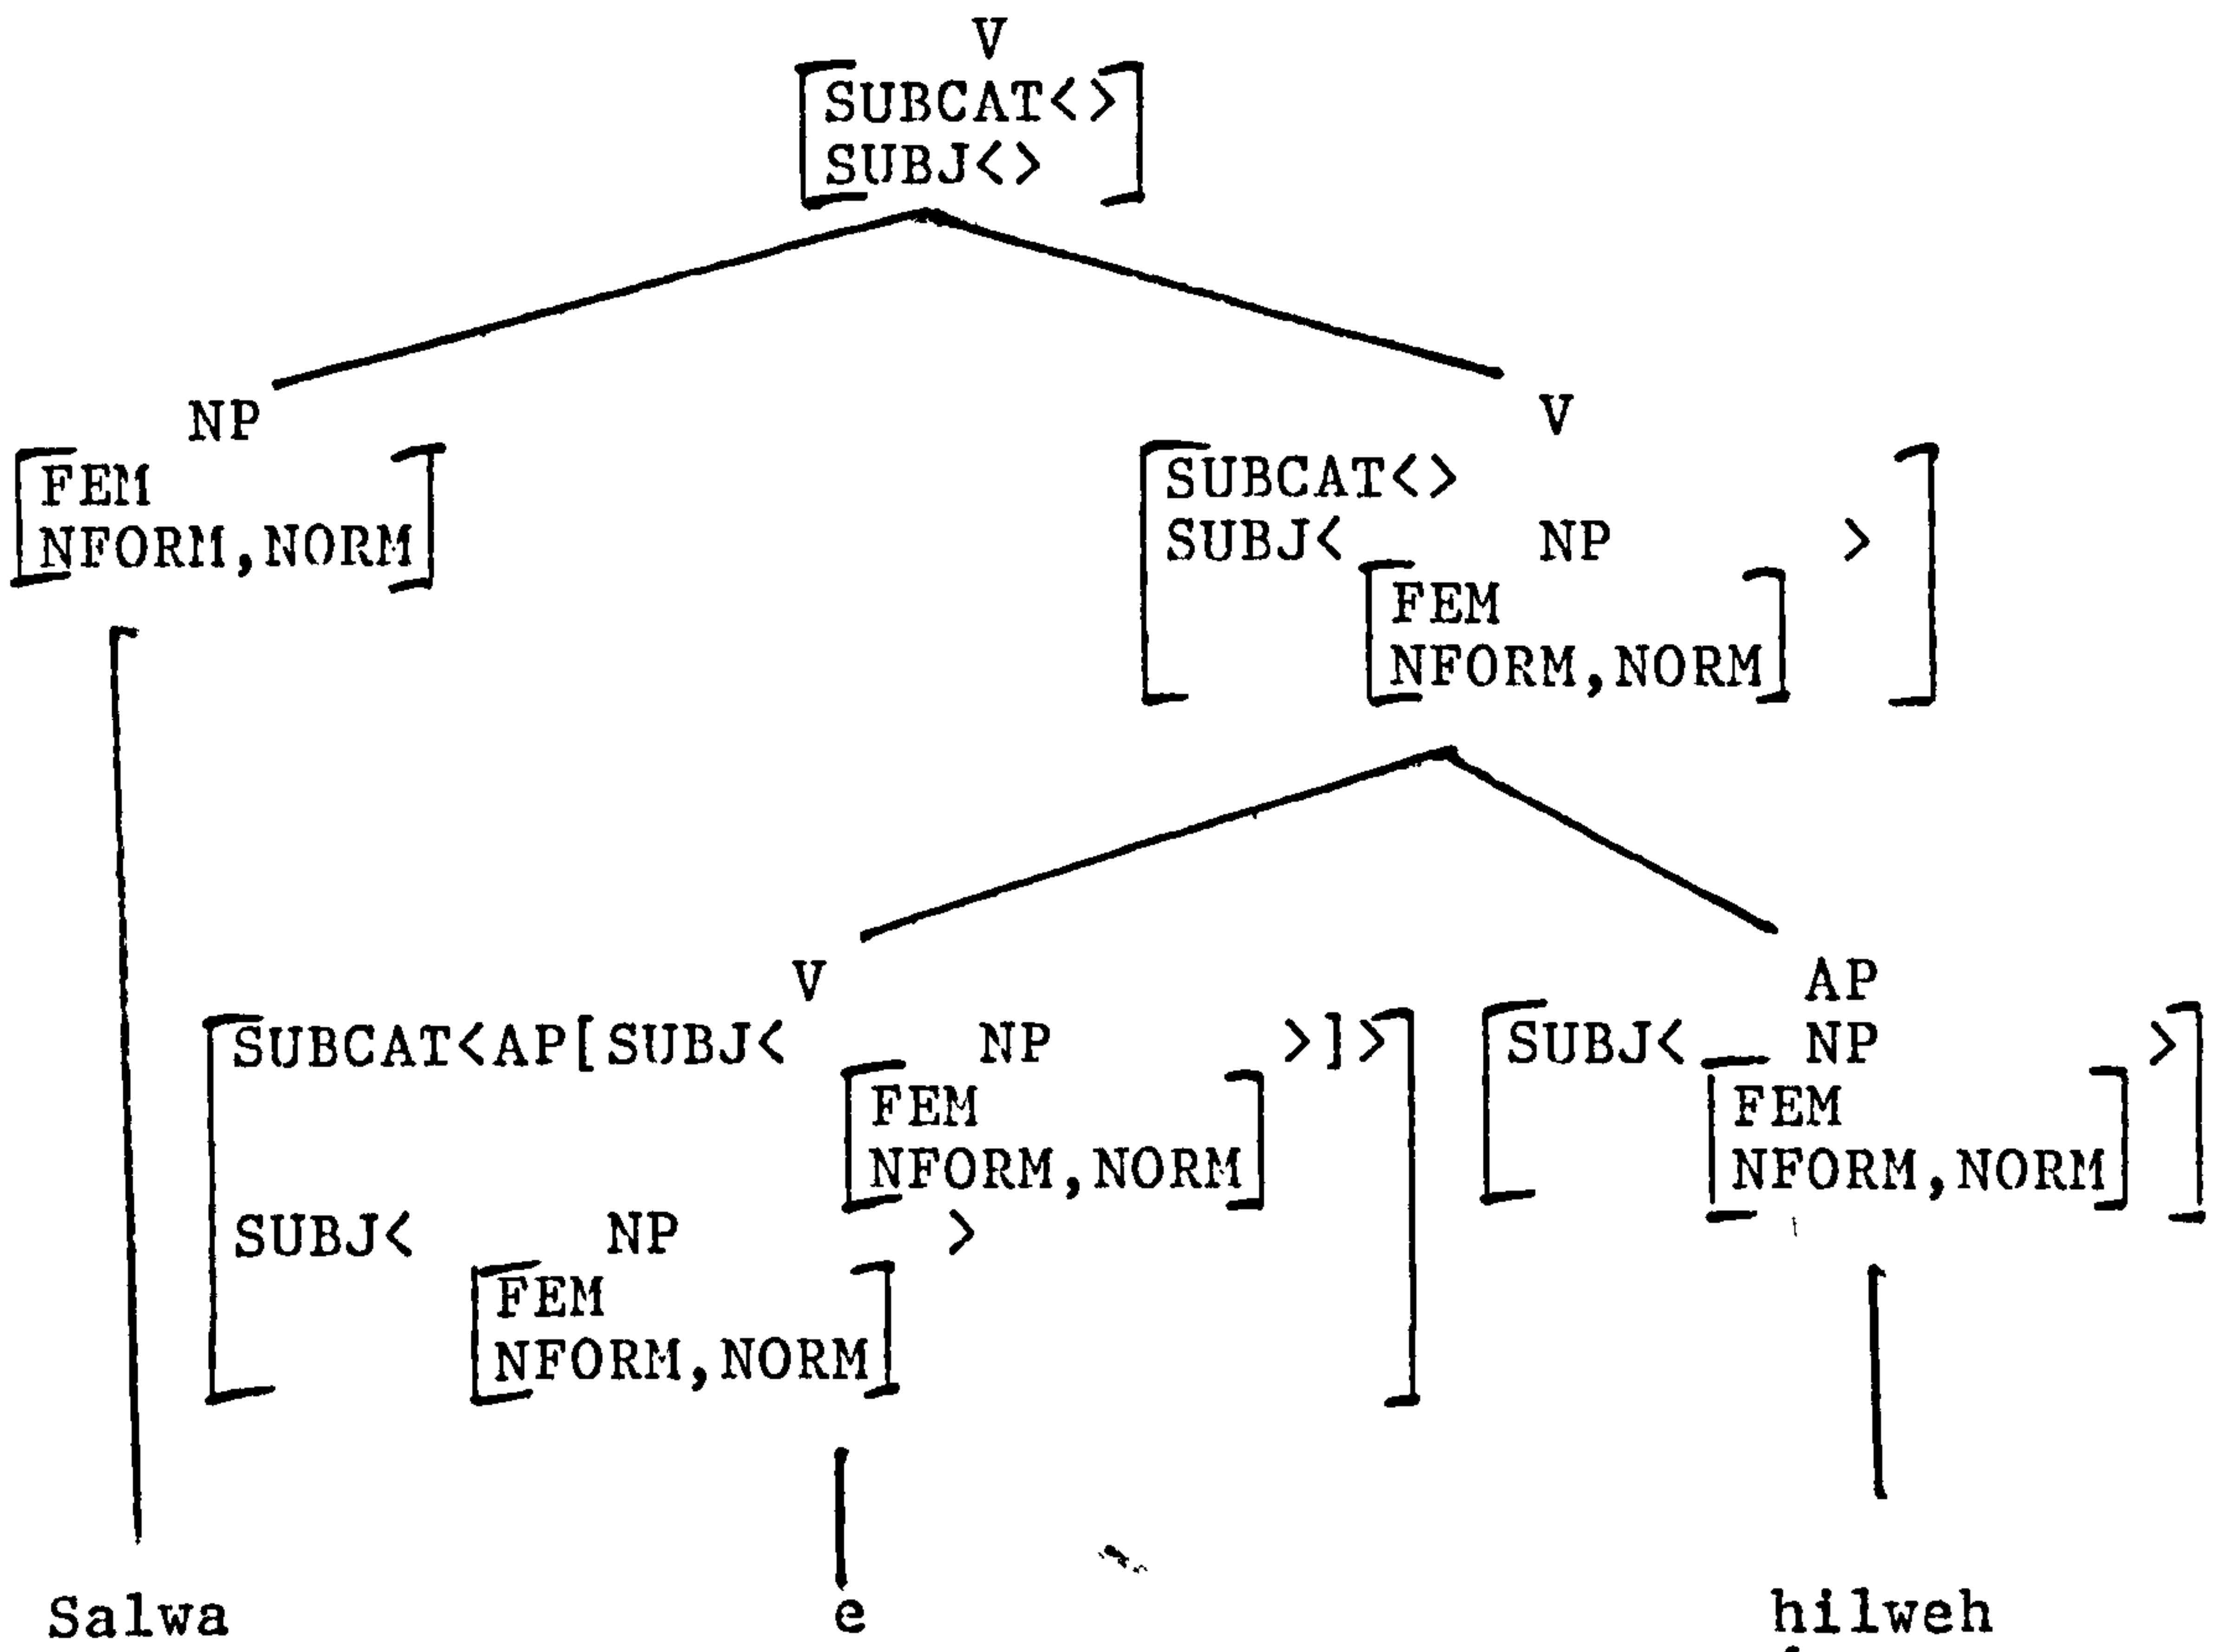 V
SUBCAT<>
SUBJ<>
NP
FEM
NFORM,NORM
V
SUBCAT<>
SUBJ< NP >
FEM
NFORM,NORM
V
SUBCAT<AP[SUBJ< NP >]>
FEM
NFORM,NORM
SUBJ< NP >
FEM
NFORM,NORM
AP
SUBJ< NP >
FEM
NFORM,NORM
Salwa e ḥilweh